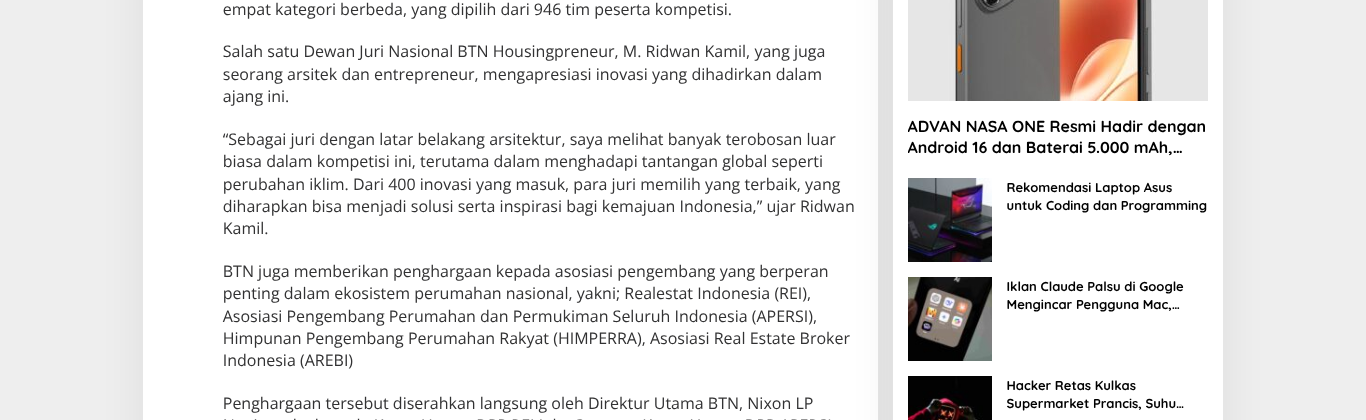 empat kategori berbeda, yang dipilih dari 946 tim peserta kompetisi.
Salah satu Dewan Juri Nasional BTN Housingpreneur, M. Ridwan Kamil, yang juga
seorang arsitek dan entrepreneur, mengapresiasi inovasi yang dihadirkan dalam
ajang ini.
“Sebagai juri dengan latar belakang arsitektur, saya melihat banyak terobosan luar
biasa dalam kompetisi ini, terutama dalam menghadapi tantangan global seperti
perubahan iklim. Dari 400 inovasi yang masuk, para juri memilih yang terbaik, yang
diharapkan bisa menjadi solusi serta inspirasi bagi kemajuan Indonesia,” ujar Ridwan
Kamil.
BTN juga memberikan penghargaan kepada asosiasi pengembang yang berperan
penting dalam ekosistem perumahan nasional, yakni; Realestat Indonesia (REI),
Asosiasi Pengembang Perumahan dan Permukiman Seluruh Indonesia (APERSI),
Himpunan Pengembang Perumahan Rakyat (HIMPERRA), Asosiasi Real Estate Broker
Indonesia (AREBI)
Penghargaan tersebut diserahkan langsung oleh Direktur Utama BTN, Nixon LP
ADVAN NASA ONE Resmi Hadir dengan
Android 16 dan Baterai 5.000 mAh,…
Rekomendasi Laptop Asus
untuk Coding dan Programming
Iklan Claude Palsu di Google
Mengincar Pengguna Mac,…
Hacker Retas Kulkas
Supermarket Prancis, Suhu…